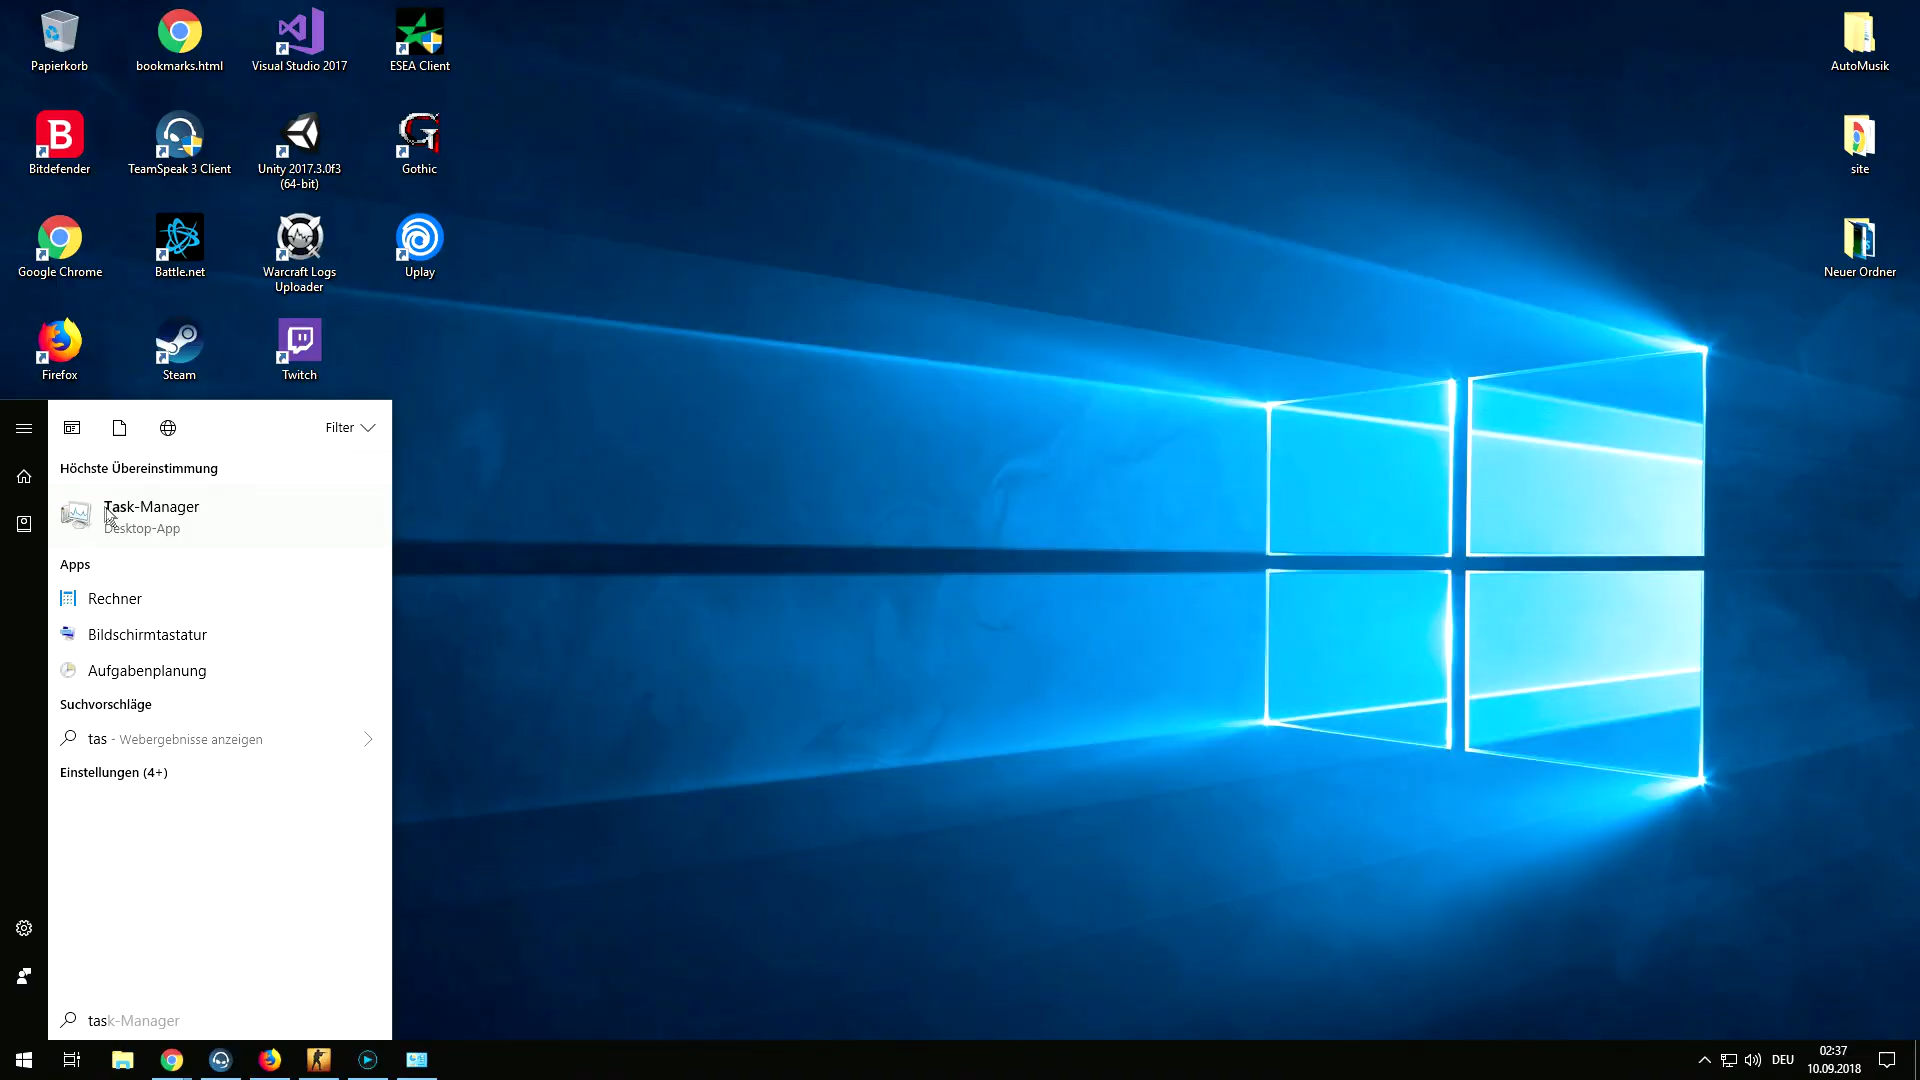 Papierkorb
bookmarks.html
Visual Studio 2017
ESEA Client
AutoMusik
Bitdefender
TeamSpeak 3 Client
Unity 2017.3.0f3
(64-bit)
Gothic
site
Google Chrome
Battle.net
Warcraft Logs
Uploader
Uplay
Neuer Ordner
Firefox
Steam
Twitch
Filter
Höchste Übereinstimmung
Task-Manager
Desktop-App
Apps
Rechner
Bildschirmtastatur
Aufgabenplanung
Suchvorschläge
tas - Webergebnisse anzeigen
Einstellungen (4+)
task-Manager
DEU
02:37
10.09.2018